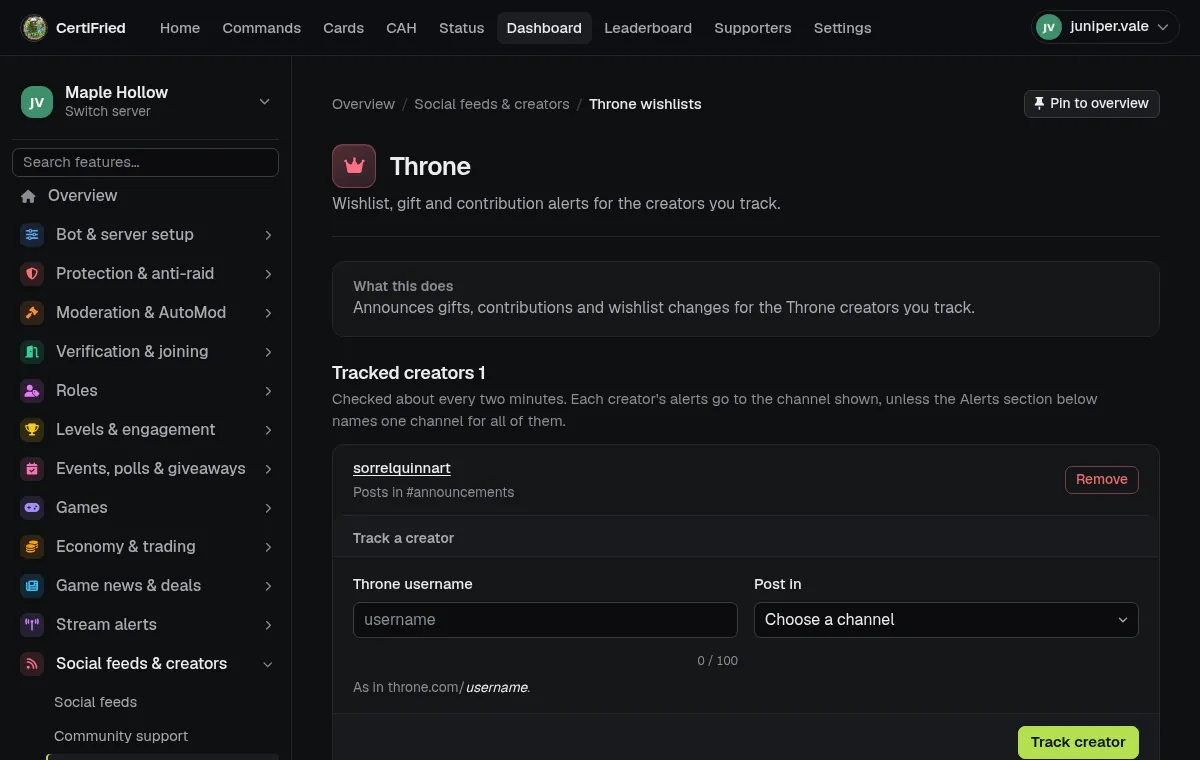 CertiFried
Home
Commands
Cards
CAH
Status
Dashboard
Leaderboard
Supporters
Settings
JV
juniper.vale
JV
Maple Hollow
Switch server
Search features…
Overview
Bot & server setup
Protection & anti-raid
Moderation & AutoMod
Verification & joining
Roles
Levels & engagement
Events, polls & giveaways
Games
Economy & trading
Game news & deals
Stream alerts
Social feeds & creators
Social feeds
Community support
Overview / Social feeds & creators / Throne wishlists
Pin to overview
Throne
Wishlist, gift and contribution alerts for the creators you track.
What this does
Announces gifts, contributions and wishlist changes for the Throne creators you track.
Tracked creators 1
Checked about every two minutes. Each creator's alerts go to the channel shown, unless the Alerts section below
names one channel for all of them.
sorrelquinnart
Posts in #announcements
Remove
Track a creator
Throne username
username
0 / 100
As in throne.com/username.
Post in
Choose a channel
Track creator